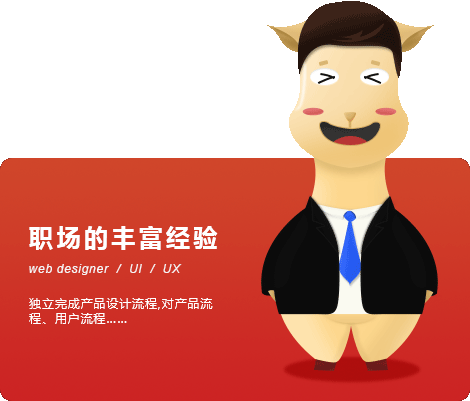 职场的丰富经验
web designer / UI / UX
独立完成产品设计流程,对产品流
程、用户流程......